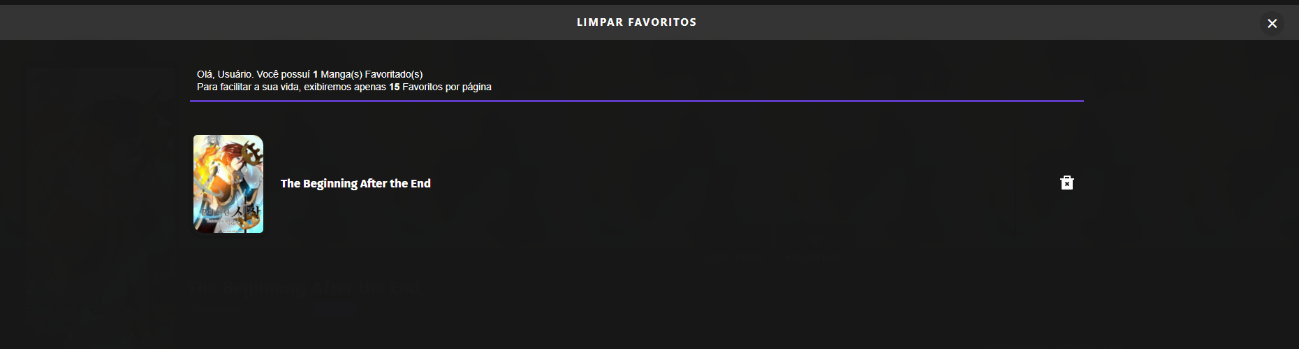 LIMPAR FAVORITOS
Olá, Usuário. Você possuí 1 Manga(s) Favoritado(s)
Para facilitar a sua vida, exibiremos apenas 15 Favoritos por página
The Beginning After the End